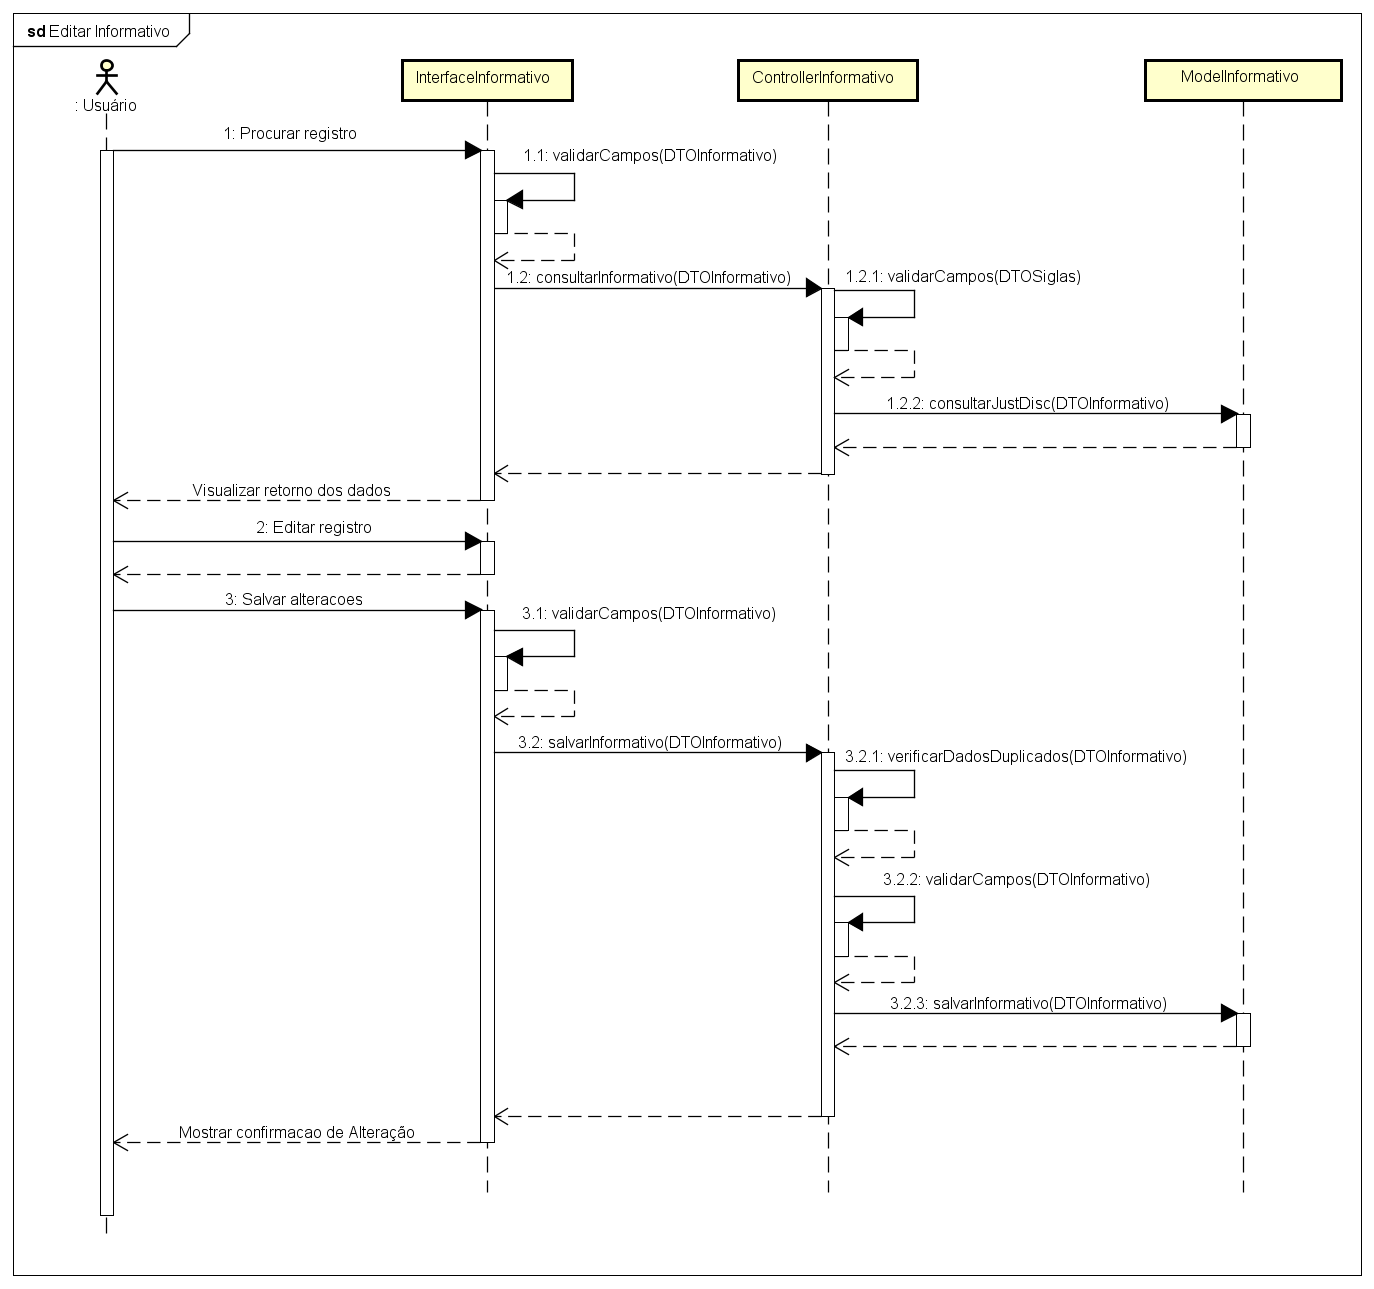 sd Editar Informativo
: Usuário
InterfaceInformativo
ControllerInformativo
ModelInformativo
1: Procurar registro
1.1: validarCampos(DTOInformativo)
1.2: consultarInformativo(DTOInformativo)
1.2.1: validarCampos(DTOSiglas)
1.2.2: consultarJustDisc(DTOInformativo)
Visualizar retorno dos dados
2: Editar registro
3: Salvar alteracoes
3.1: validarCampos(DTOInformativo)
3.2: salvarInformativo(DTOInformativo)
3.2.1: verificarDadosDuplicados(DTOInformativo)
3.2.2: validarCampos(DTOInformativo)
3.2.3: salvarInformativo(DTOInformativo)
Mostrar confirmacao de Alteração